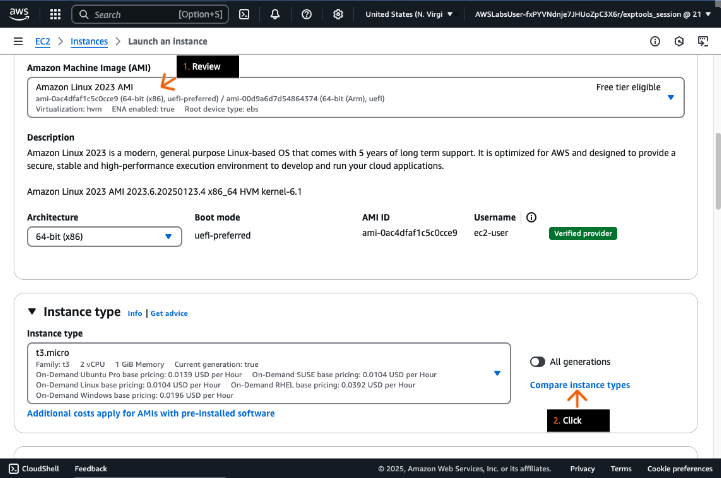 aws
Search [Option+S] United States (N. Virgi AWSLabsUser-fxPYVNdnje7JHUoZpC3X6r/exptools_session @ 21
EC2 Instances Launch an instance
Amazon Machine Image (AMI)
1. Review
Amazon Linux 2023 AMI Free tier eligible
ami-0ac4dfaf1c5c0cce9 (64-bit (x86), uefi-preferred) / ami-00d9a6d7d54864374 (64-bit (Arm), uefi)
Virtualization: hvm ENA enabled: true Root device type: ebs
Description
Amazon Linux 2023 is a modern, general purpose Linux-based OS that comes with 5 years of long term support. It is optimized for AWS and designed to provide a
secure, stable and high-performance execution environment to develop and run your cloud applications.
Amazon Linux 2023 AMI 2023.6.20250123.4 x86_64 HVM kernel-6.1
Architecture Boot mode AMI ID Username
64-bit (x86) uefi-preferred ami-0ac4dfaf1c5c0cce9 ec2-user Verified provider
Instance type Info | Get advice
Instance type
t3.micro
Family: t3 2 vCPU 1 GiB Memory Current generation: true
On-Demand Ubuntu Pro base pricing: 0.0139 USD per Hour On-Demand SUSE base pricing: 0.0104 USD per Hour
On-Demand Linux base pricing: 0.0104 USD per Hour On-Demand RHEL base pricing: 0.0392 USD per Hour
On-Demand Windows base pricing: 0.0196 USD per Hour
All generations
Compare instance types
Additional costs apply for AMIs with pre-installed software
2. Click
CloudShell Feedback © 2025, Amazon Web Services, Inc. or its affiliates. Privacy Terms Cookie preferences